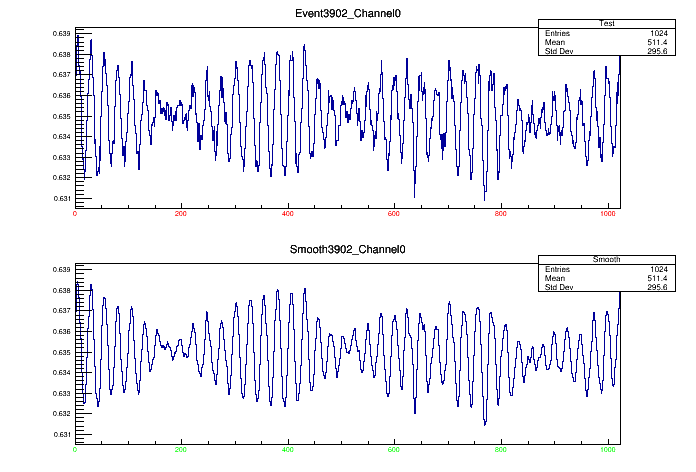 Event3902_Channel0
Test
Entries 1024
Mean 511.4
Std Dev 295.6
0.639
0.638
0.637
0.636
0.635
0.634
0.633
0.632
0.631
0 200 400 600 800 1000
Smooth3902_Channel0
Smooth
Entries 1024
Mean 511.4
Std Dev 295.6
0.639
0.638
0.637
0.636
0.635
0.634
0.633
0.632
0.631
0 200 400 600 800 1000